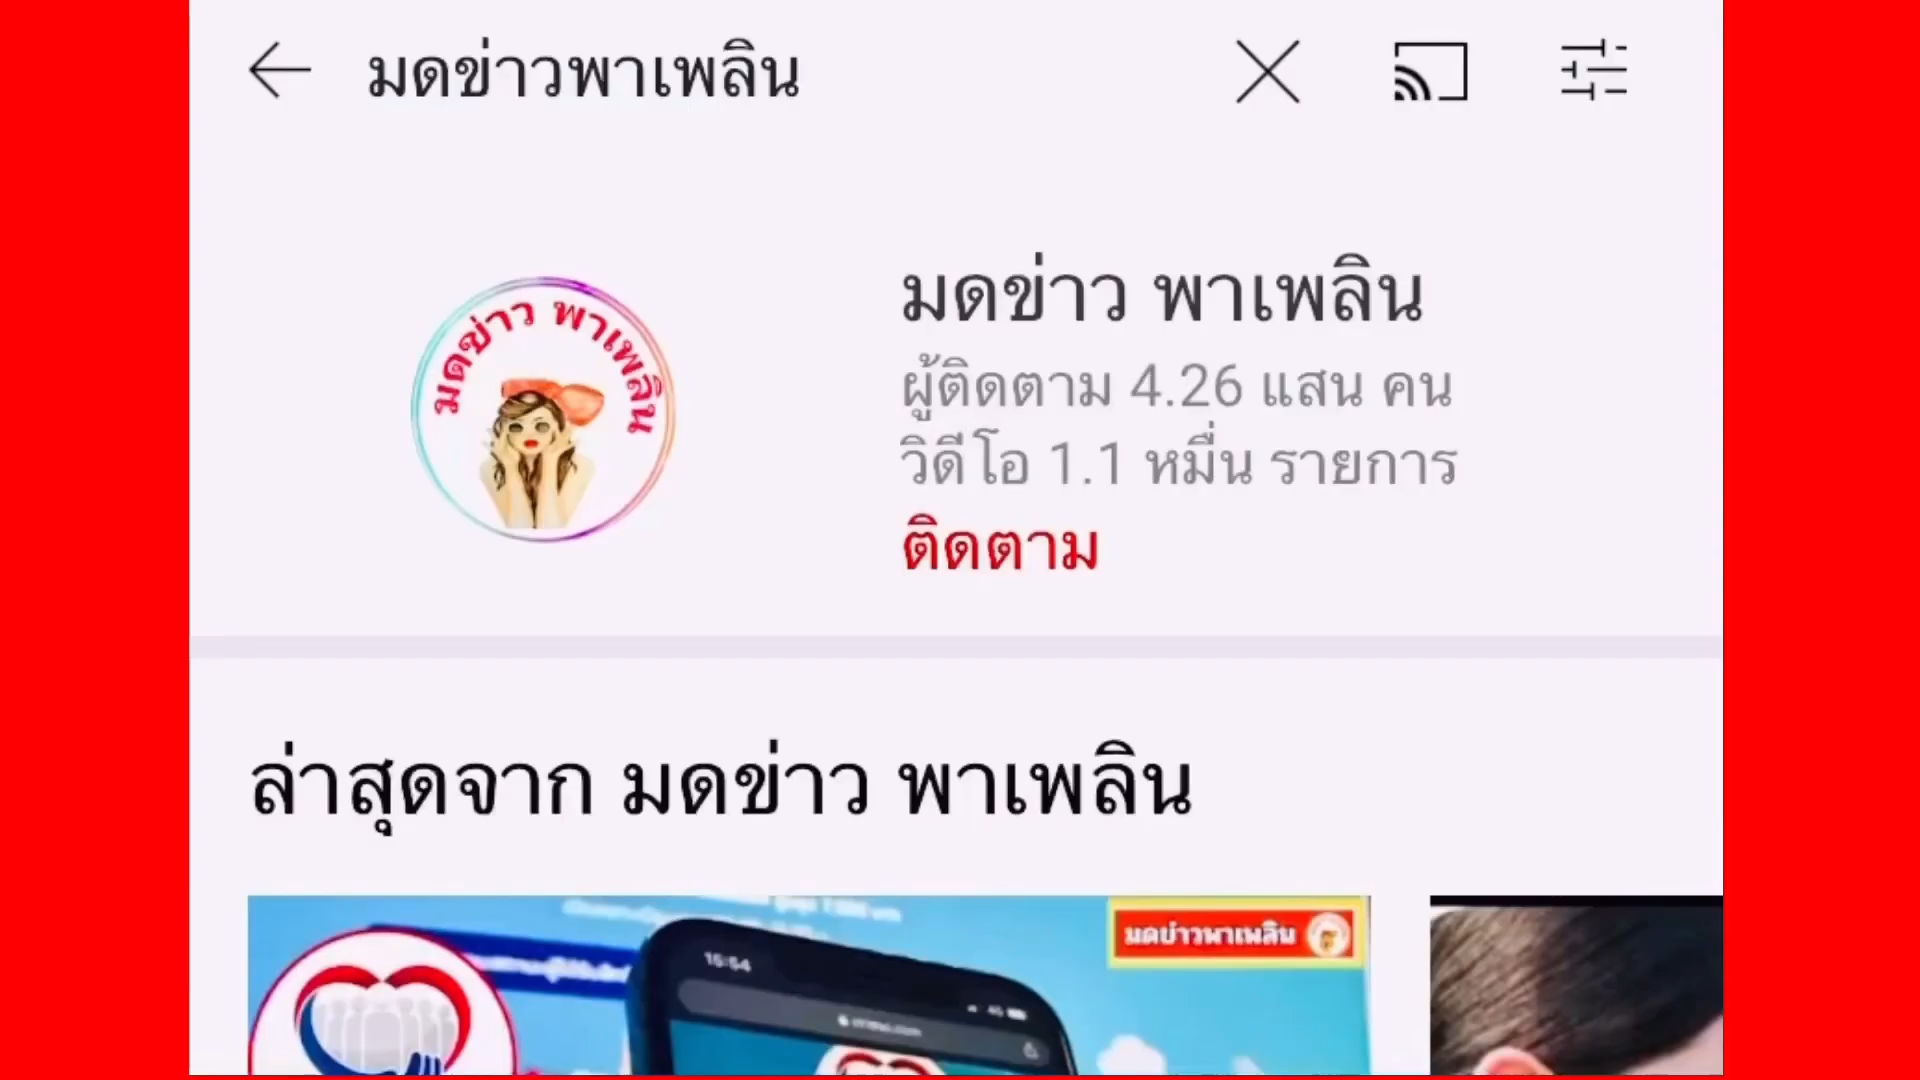 มดข่าวพาเพลิน
มดข่าว พาเพลิน
มดข่าว พาเพลิน
ผู้ติดตาม 4.26 แสน คน
วิดีโอ 1.1 หมื่น รายการ
ติดตาม
ล่าสุดจาก มดข่าว พาเพลิน
มดข่าวพาเพลิน
15:54
4G